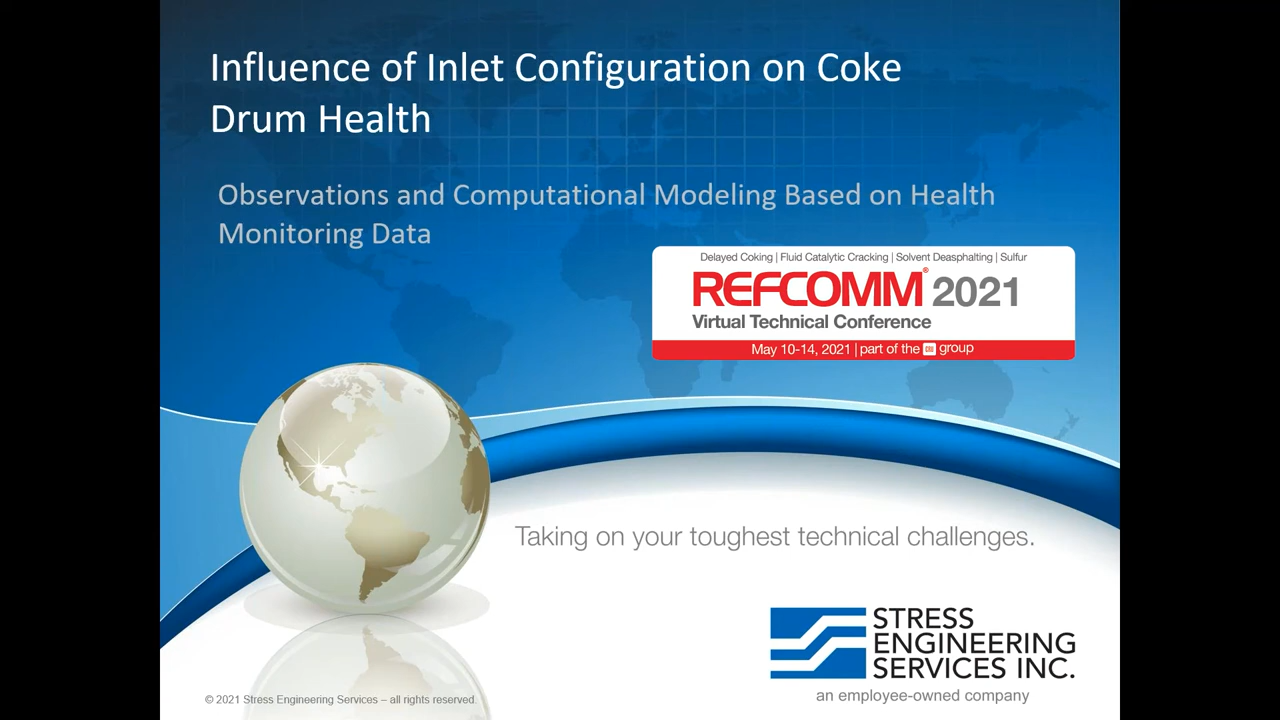 Influence of Inlet Configuration on Coke
Drum Health
Observations and Computational Modeling Based on Health
Monitoring Data
Delayed Coking | Fluid Catalytic Cracking | Solvent Deasphalting | Sulfur
REFCOMM® 2021
Virtual Technical Conference
May 10-14, 2021 | part of the CRU group
Taking on your toughest technical challenges.
STRESS
ENGINEERING
SERVICES INC.
an employee-owned company
© 2021 Stress Engineering Services – all rights reserved.